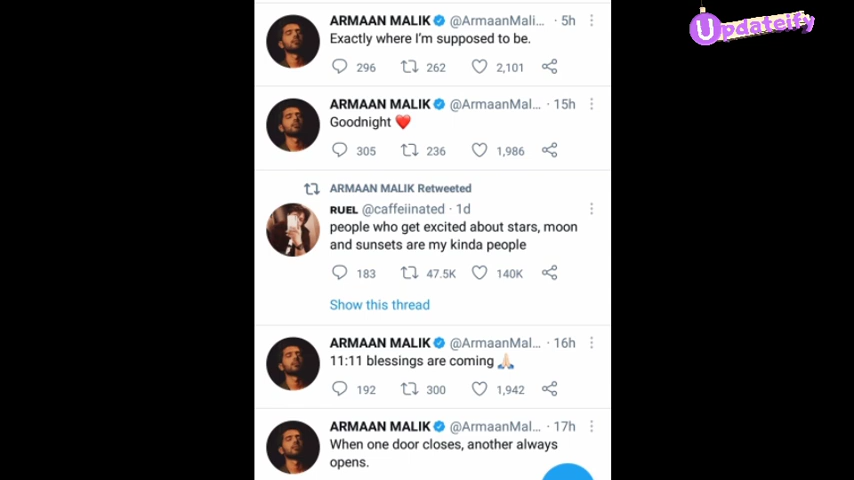 Updateify
ARMAAN MALIK @ArmaanMali... · 5h
Exactly where I'm supposed to be.
296 262 2,101
ARMAAN MALIK @ArmaanMal... · 15h
Goodnight ❤️
305 236 1,986
ARMAAN MALIK Retweeted
RUEL @caffeiinated · 1d
people who get excited about stars, moon
and sunsets are my kinda people
183 47.5K 140K
Show this thread
ARMAAN MALIK @ArmaanMal... · 16h
11:11 blessings are coming 🙏🏻
192 300 1,942
ARMAAN MALIK @ArmaanMal... · 17h
When one door closes, another always
opens.